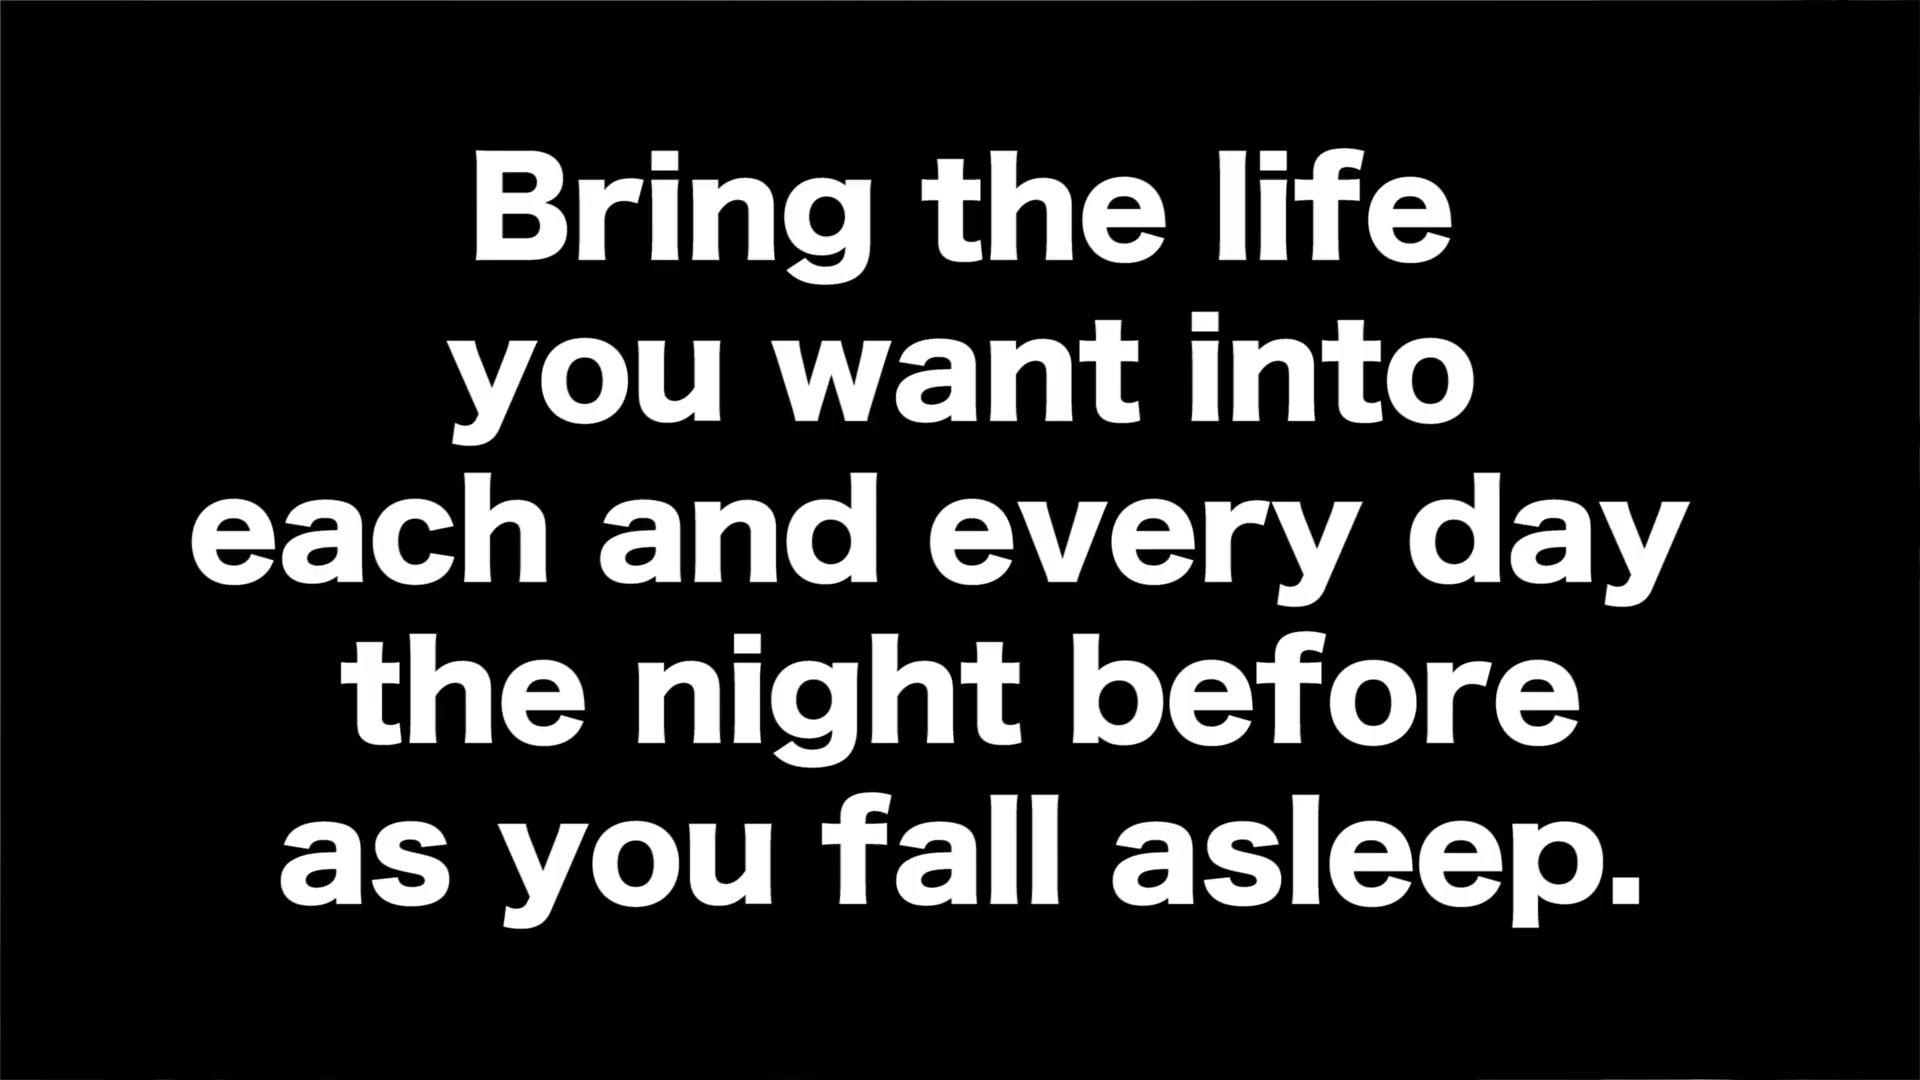 Bring the life
you want into
each and every day
the night before
as you fall asleep.